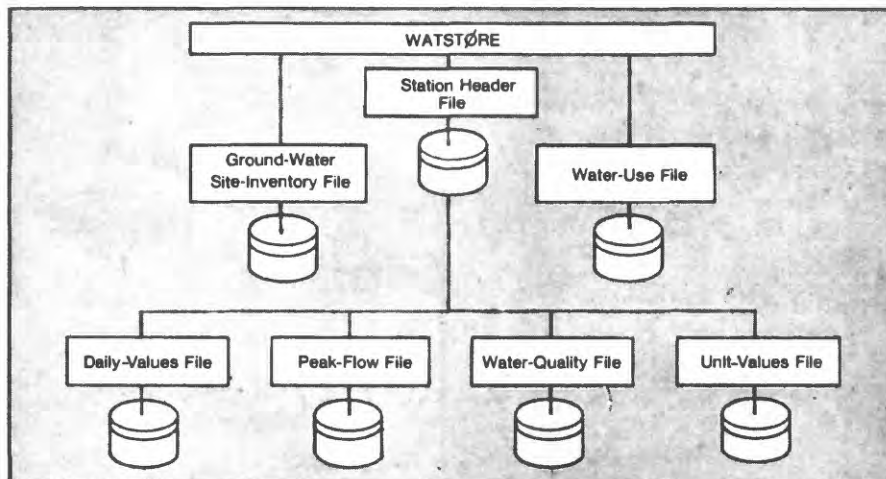 WATSTØRE
Station Header
File
Ground-Water
Site-Inventory File
Water-Use File
Daily-Values File
Peak-Flow File
Water-Quality File
Unit-Values File